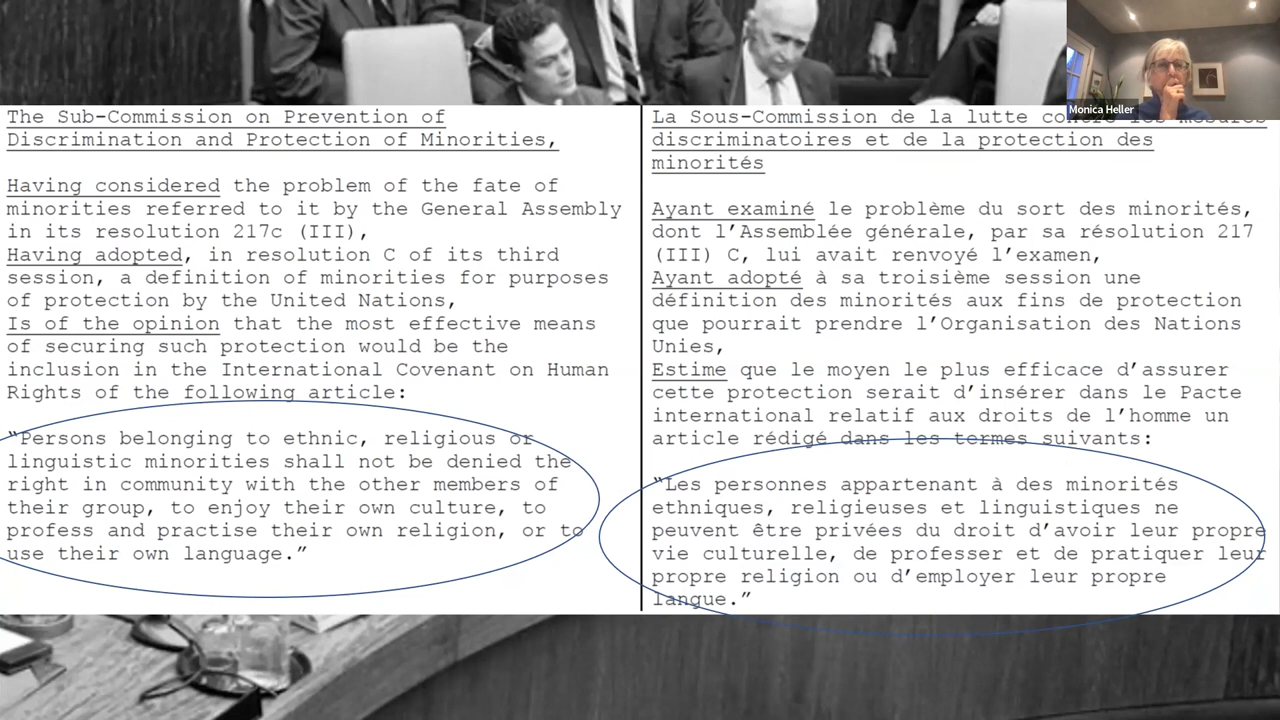 The Sub-Commission on Prevention of
Discrimination and Protection of Minorities,
Having considered the problem of the fate of
minorities referred to it by the General Assembly
in its resolution 217c (III),
Having adopted, in resolution C of its third
session, a definition of minorities for purposes
of protection by the United Nations,
Is of the opinion that the most effective means
of securing such protection would be the
inclusion in the International Covenant on Human
Rights of the following article:
“Persons belonging to ethnic, religious or
linguistic minorities shall not be denied the
right in community with the other members of
their group, to enjoy their own culture, to
profess and practise their own religion, or to
use their own language.”
La Sous-Commission de la lutte contre les mesures
discriminatoires et de la protection des
minorités
Ayant examiné le problème du sort des minorités,
dont l’Assemblée générale, par sa résolution 217
(III) C, lui avait renvoyé l’examen,
Ayant adopté à sa troisième session une
définition des minorités aux fins de protection
que pourrait prendre l’Organisation des Nations
Unies,
Estime que le moyen le plus efficace d’assurer
cette protection serait d’insérer dans le Pacte
international relatif aux droits de l’homme un
article rédigé dans les termes suivants:
“Les personnes appartenant à des minorités
ethniques, religieuses et linguistiques ne
peuvent être privées du droit d’avoir leur propre
vie culturelle, de professer et de pratiquer leur
propre religion ou d’employer leur propre
langue.”
Monica Heller